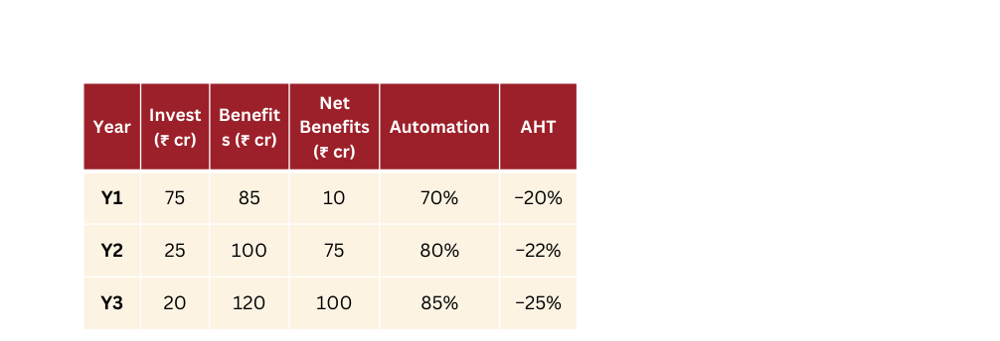 Year Invest (₹ cr) Benefit s (₹ cr) Net Benefits (₹ cr) Automation AHT
Y1 75 85 10 70% −20%
Y2 25 100 75 80% −22%
Y3 20 120 100 85% −25%